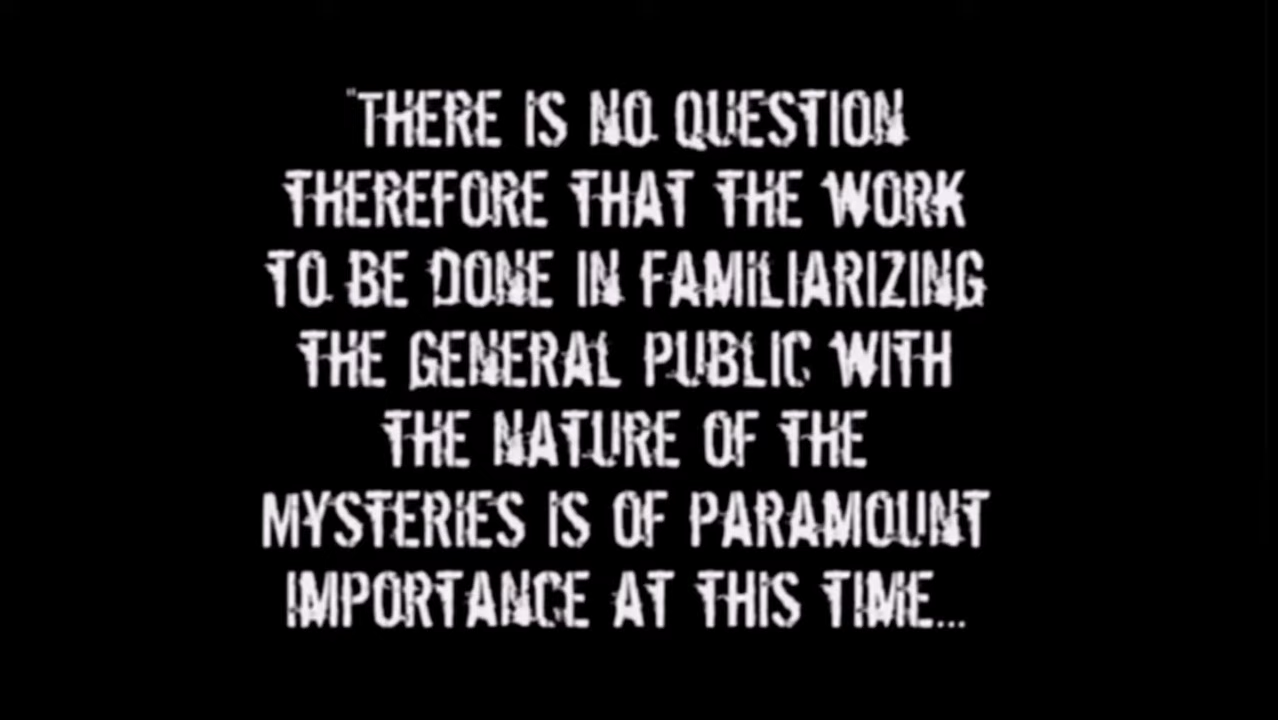 "THERE IS NO QUESTION
THEREFORE THAT THE WORK
TO BE DONE IN FAMILIARIZING
THE GENERAL PUBLIC WITH
THE NATURE OF THE
MYSTERIES IS OF PARAMOUNT
IMPORTANCE AT THIS TIME...